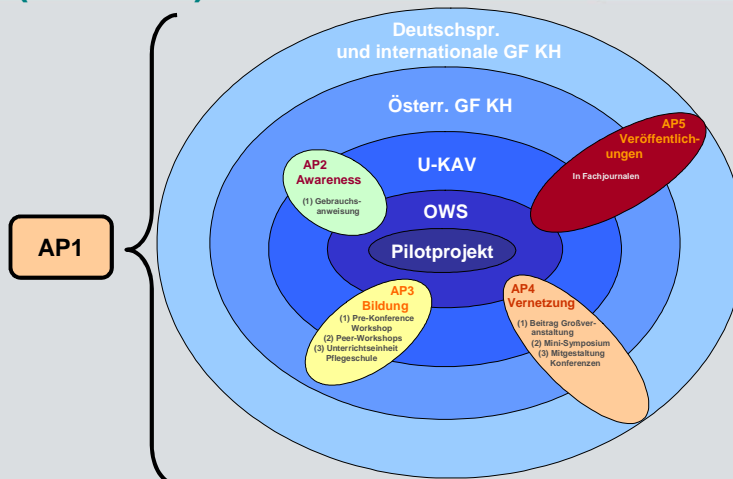 Deutschspr.
und internationale GF KH
Österr. GF KH
U-KAV
OWS
Pilotprojekt
AP1
AP2
Awareness
(1) Gebrauchs-
anweisung
AP5
Veröffentlich-
ungen
In Fachjournalen
AP3
Bildung
(1) Pre-Konference
Workshop
(2) Peer-Workshops
(3) Unterrichtseinheit
Pflegeschule
AP4
Vernetzung
(1) Beitrag Großver-
anstaltung
(2) Mini-Symposium
(3) Mitgestaltung
Konferenzen